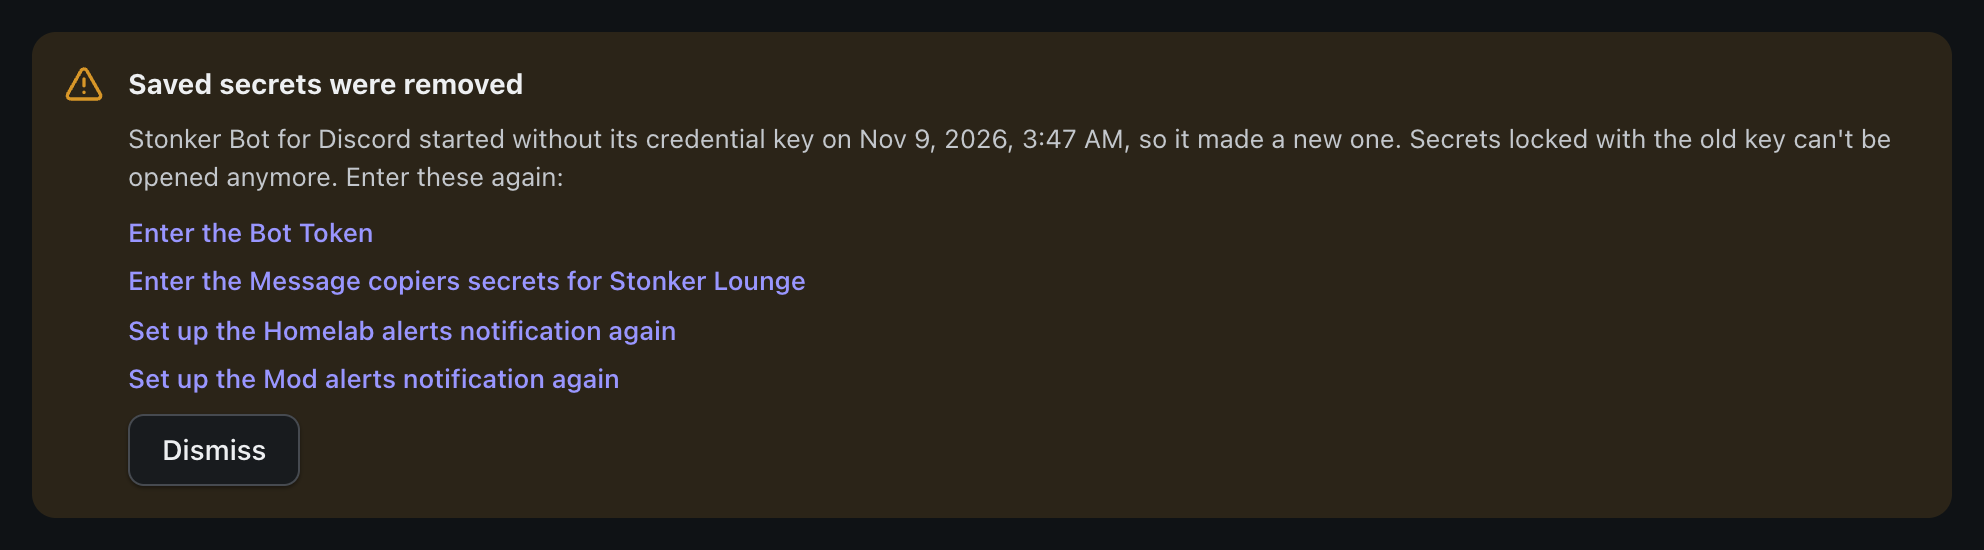 Saved secrets were removed
Stonker Bot for Discord started without its credential key on Nov 9, 2026, 3:47 AM, so it made a new one. Secrets locked with the old key can't be
opened anymore. Enter these again:
Enter the Bot Token
Enter the Message copiers secrets for Stonker Lounge
Set up the Homelab alerts notification again
Set up the Mod alerts notification again
Dismiss